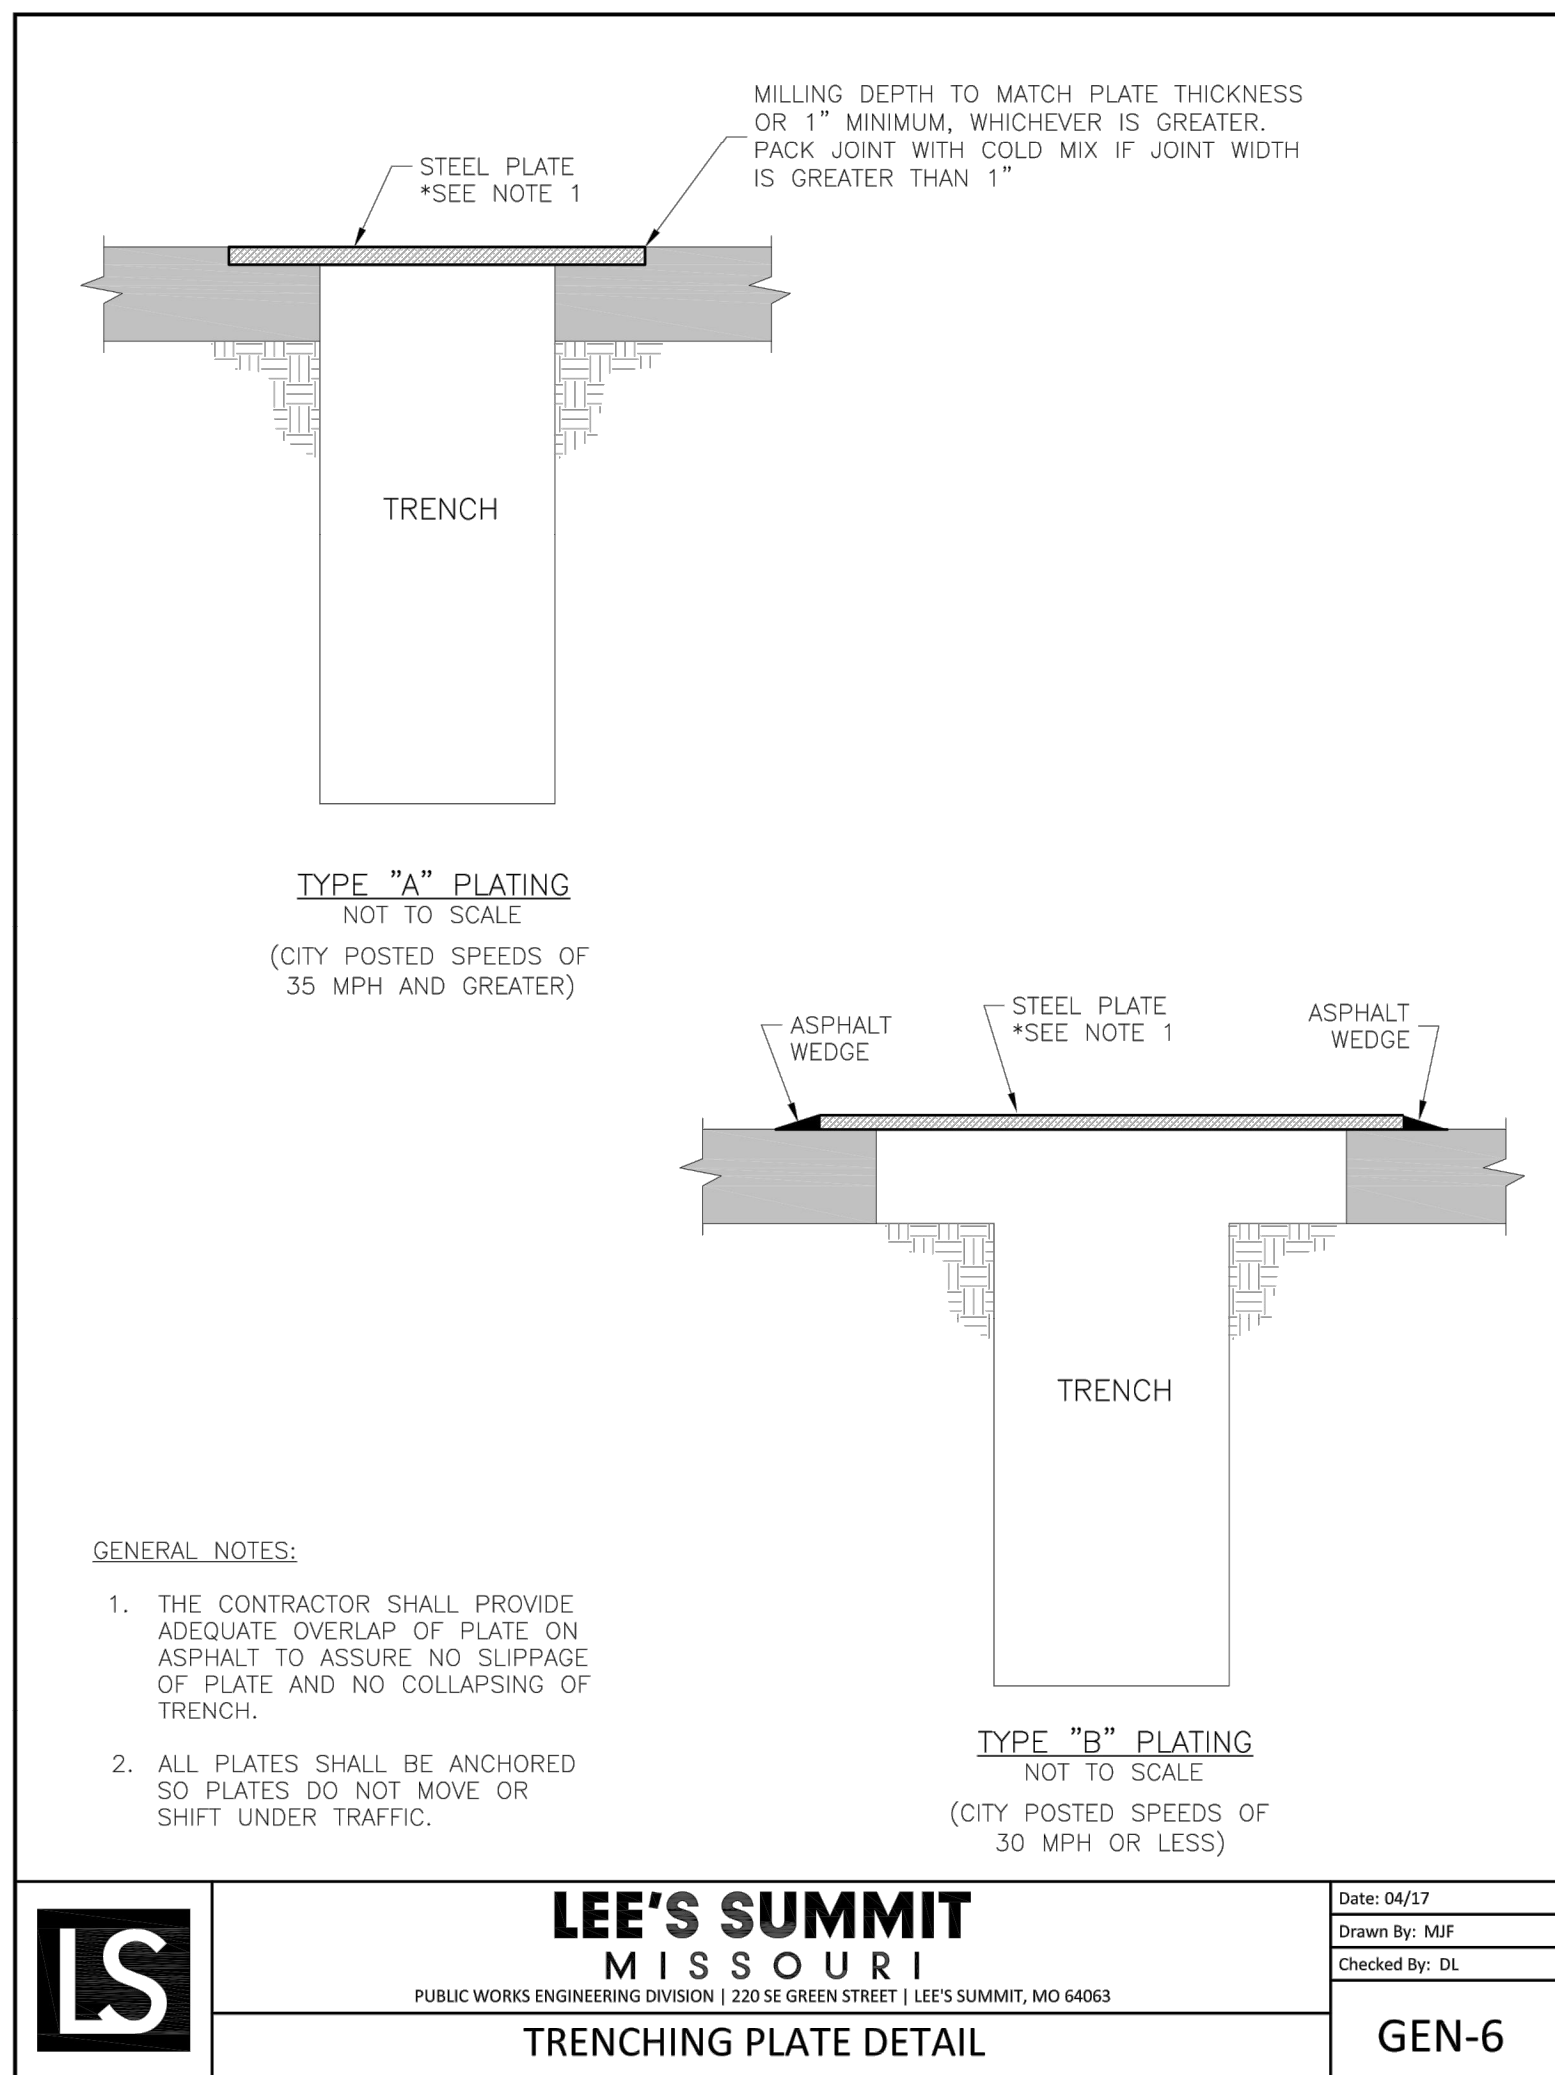 MILLING DEPTH TO MATCH PLATE THICKNESS
OR 1" MINIMUM, WHICHEVER IS GREATER.
PACK JOINT WITH COLD MIX IF JOINT WIDTH
IS GREATER THAN 1"
STEEL PLATE
*SEE NOTE 1
TRENCH
TYPE "A" PLATING
NOT TO SCALE
(CITY POSTED SPEEDS OF
35 MPH AND GREATER)
ASPHALT
WEDGE
STEEL PLATE
*SEE NOTE 1
ASPHALT
WEDGE
TRENCH
TYPE "B" PLATING
NOT TO SCALE
(CITY POSTED SPEEDS OF
30 MPH OR LESS)
GENERAL NOTES:
1. THE CONTRACTOR SHALL PROVIDE
ADEQUATE OVERLAP OF PLATE ON
ASPHALT TO ASSURE NO SLIPPAGE
OF PLATE AND NO COLLAPSING OF
TRENCH.
2. ALL PLATES SHALL BE ANCHORED
SO PLATES DO NOT MOVE OR
SHIFT UNDER TRAFFIC.
LS
LEE'S SUMMIT
MISSOURI
PUBLIC WORKS ENGINEERING DIVISION | 220 SE GREEN STREET | LEE'S SUMMIT, MO 64063
TRENCHING PLATE DETAIL
Date: 04/17
Drawn By: MJF
Checked By: DL
GEN-6